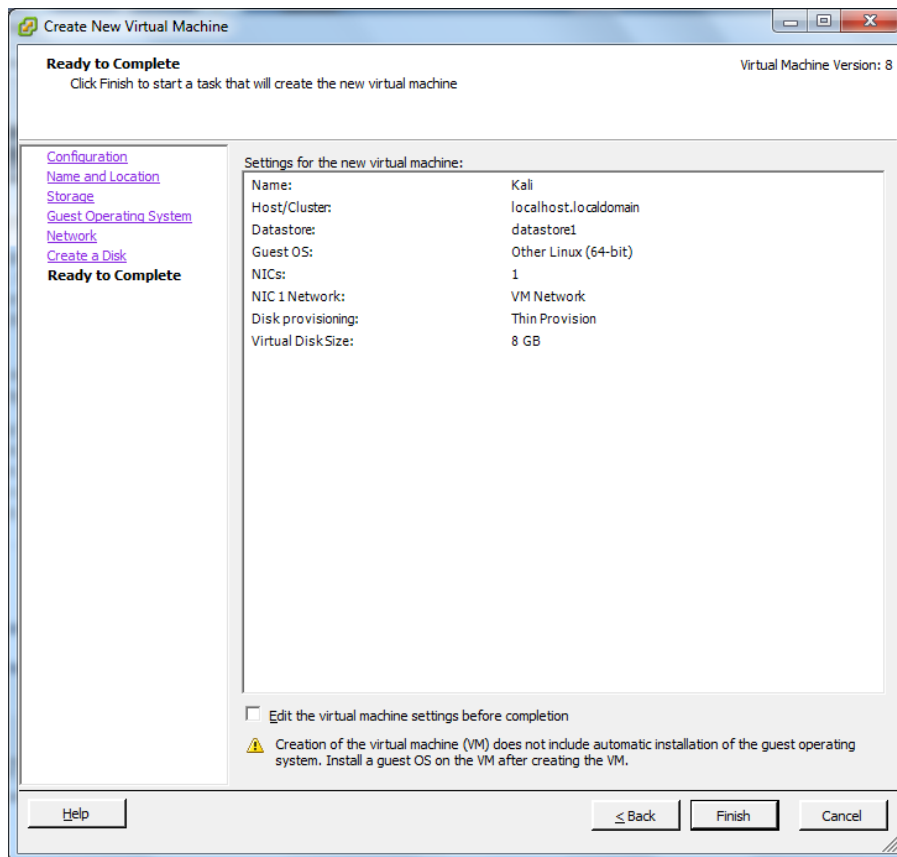 Create New Virtual Machine
Ready to Complete
Click Finish to start a task that will create the new virtual machine
Virtual Machine Version: 8
Configuration
Name and Location
Storage
Guest Operating System
Network
Create a Disk
Ready to Complete
Settings for the new virtual machine:
Name: Kali
Host/Cluster: localhost.localdomain
Datastore: datastore1
Guest OS: Other Linux (64-bit)
NICs: 1
NIC 1 Network: VM Network
Disk provisioning: Thin Provision
Virtual Disk Size: 8 GB
Edit the virtual machine settings before completion
Creation of the virtual machine (VM) does not include automatic installation of the guest operating
system. Install a guest OS on the VM after creating the VM.
Help
< Back
Finish
Cancel